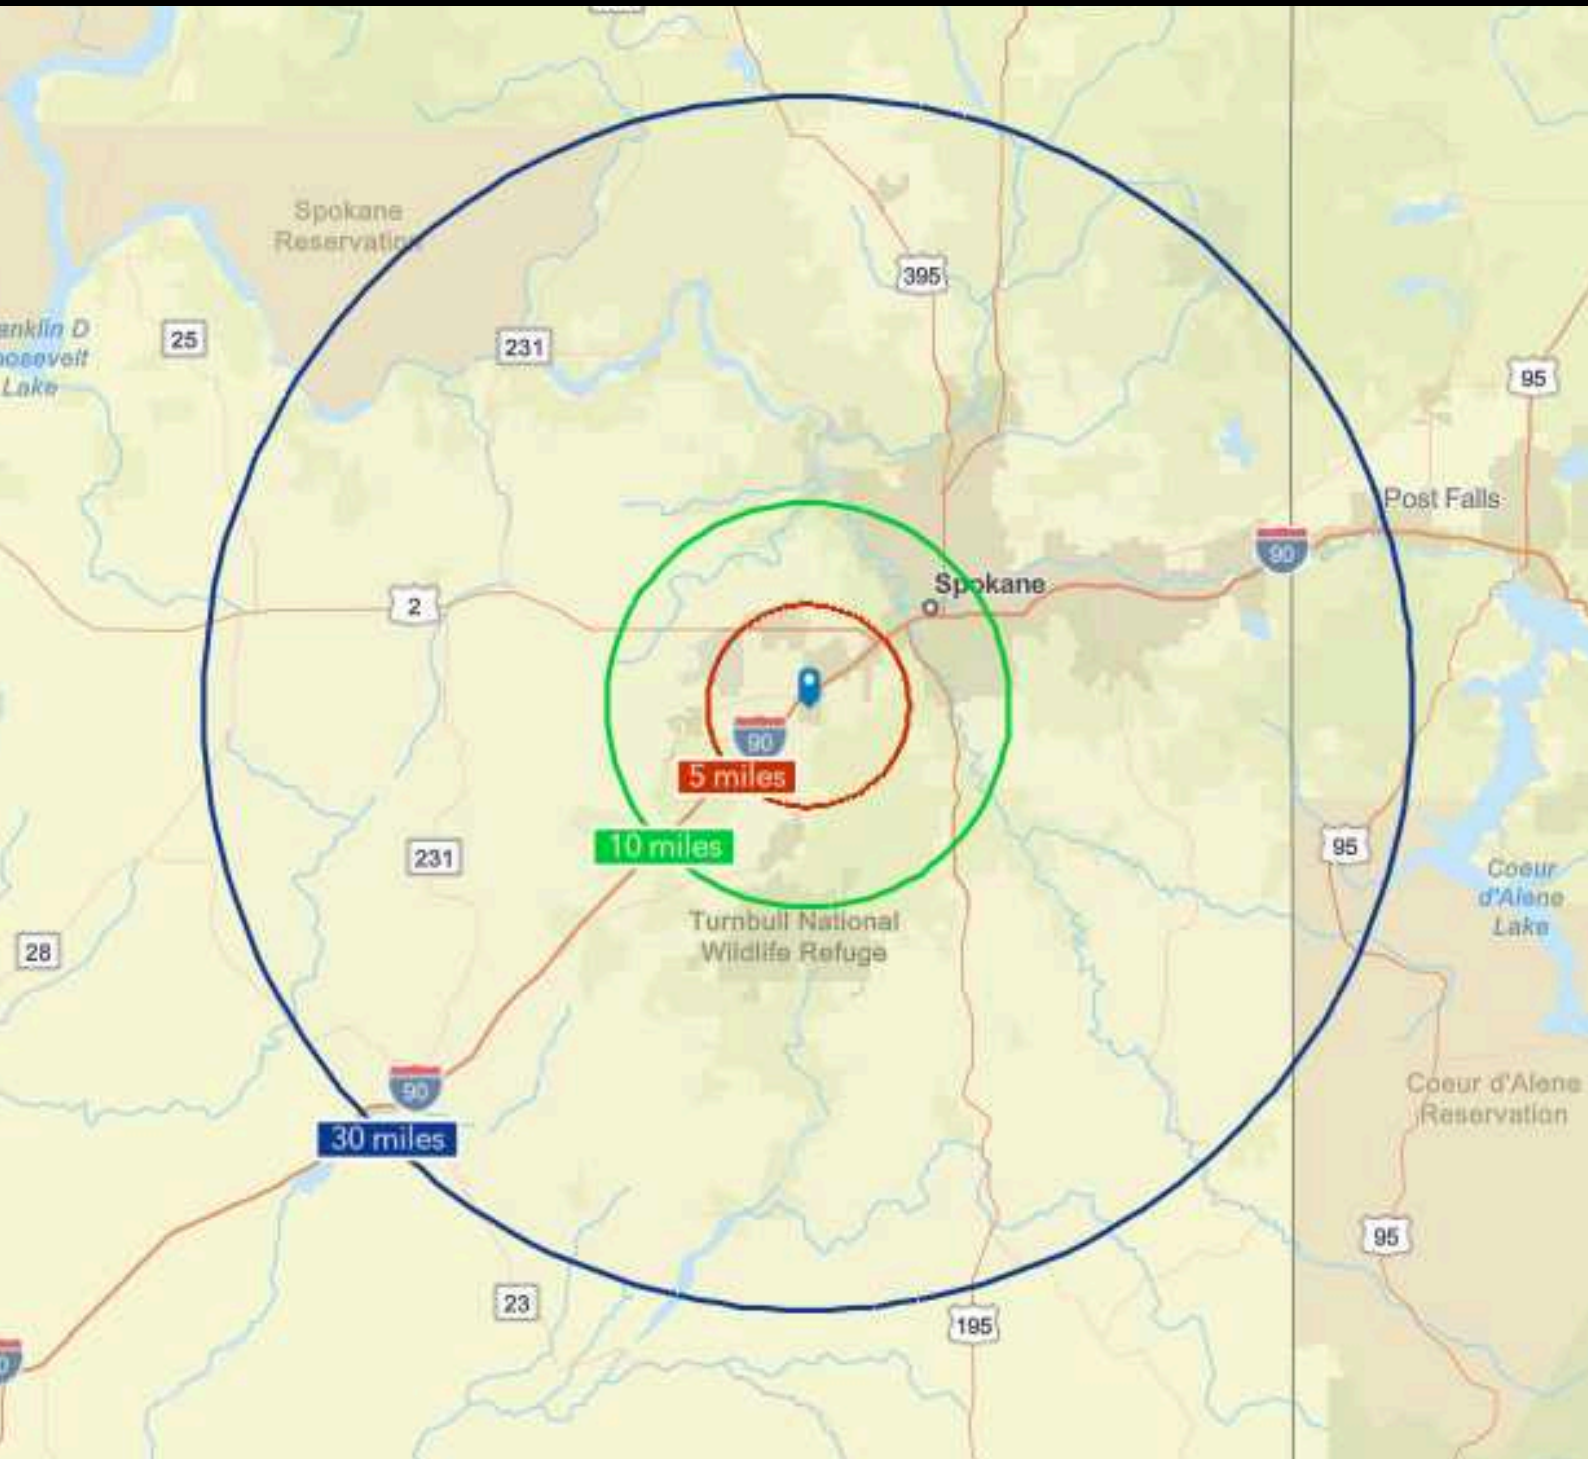 Spokane
Reservation
395
anklin D
oosevelt
Lake
25
231
95
Post Falls
90
Spokane
2
90
5 miles
10 miles
231
95
Coeur
d'Alene
Lake
Turnbull National
Wildlife Refuge
28
90
Coeur d'Alene
Reservation
30 miles
95
23
195
0